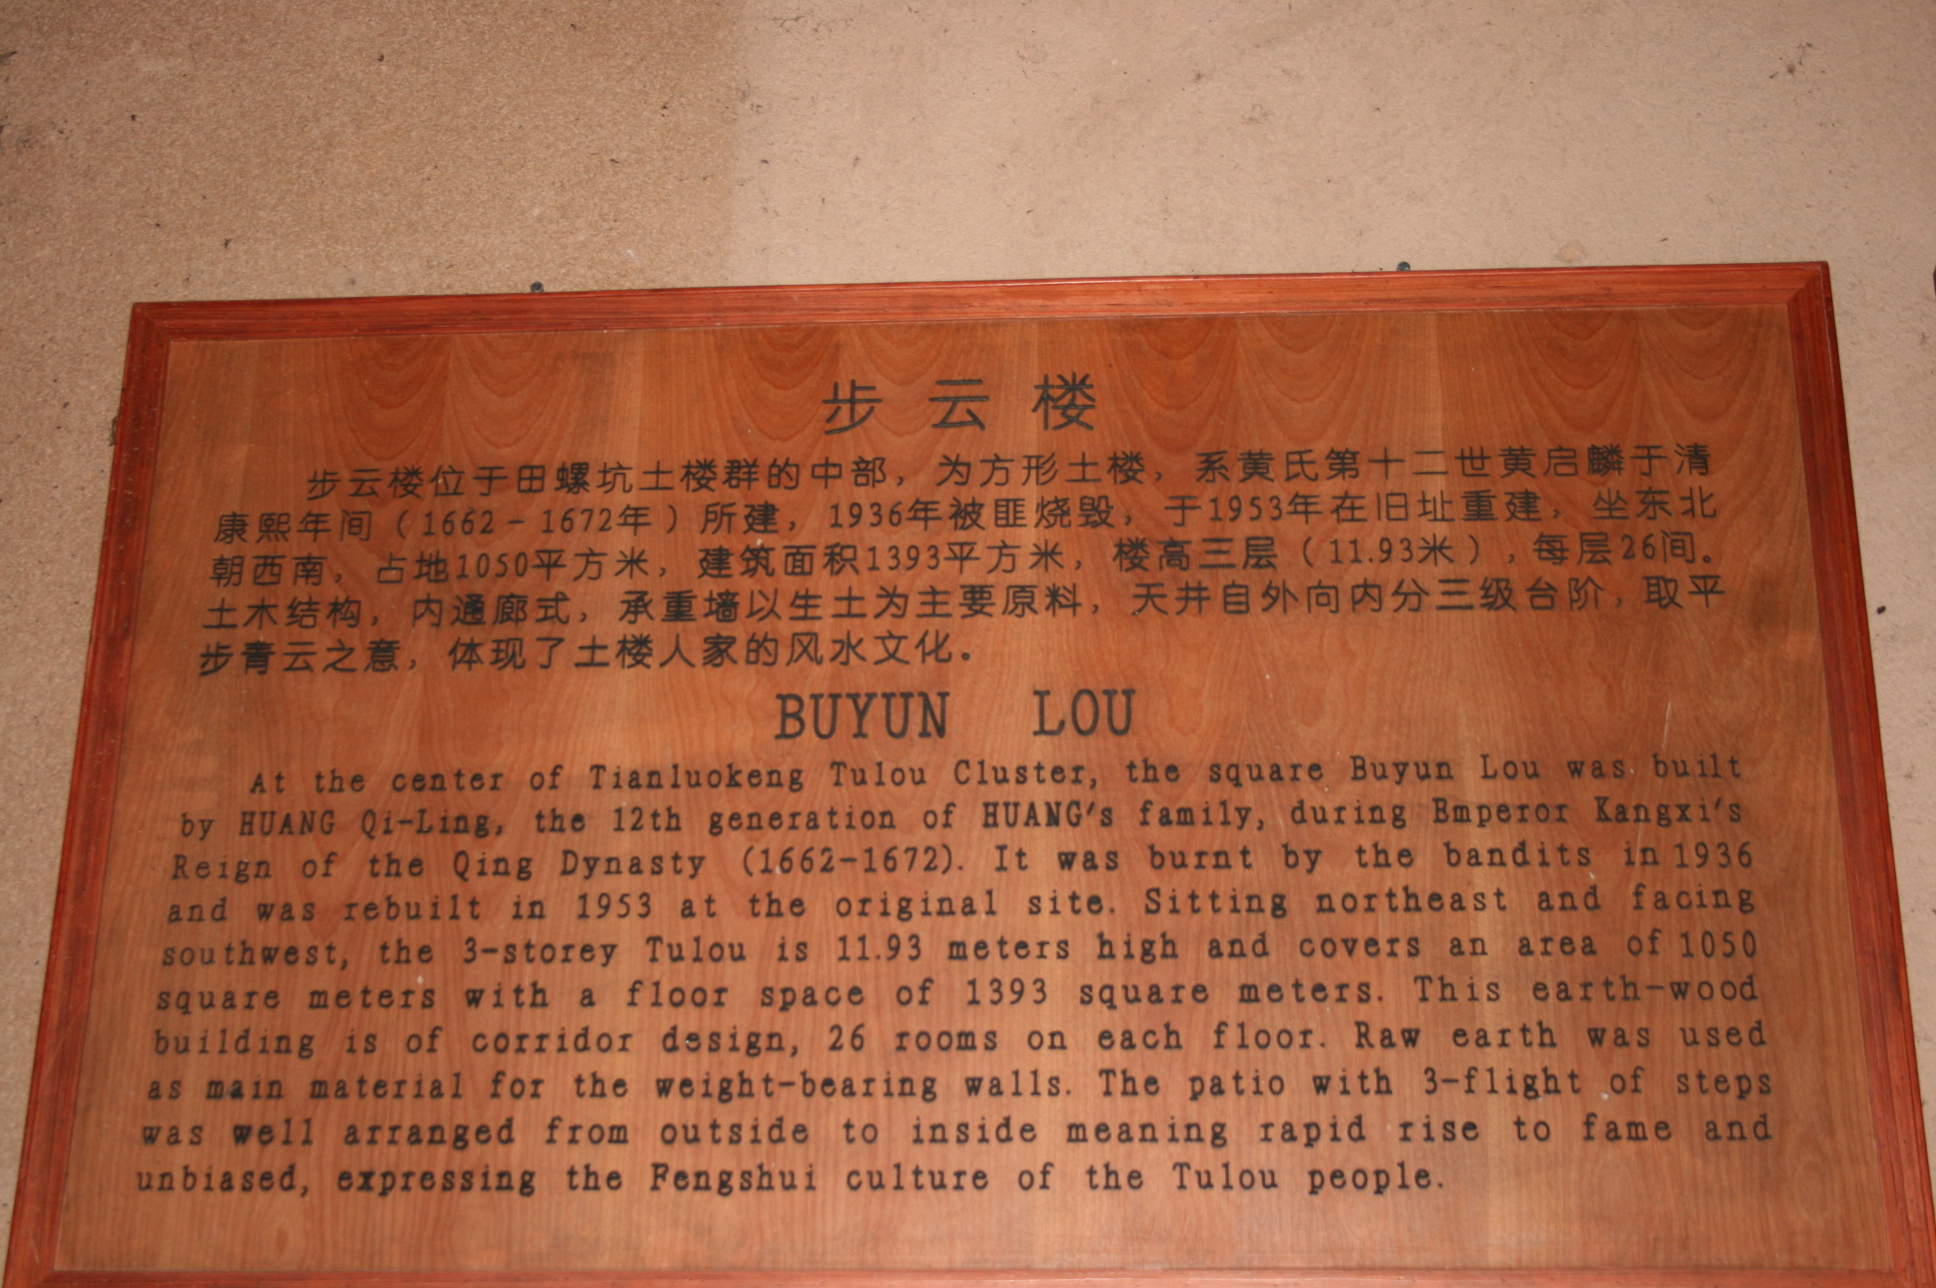 步云楼
步云楼位于田螺坑土楼群的中部，为方形土楼，系黄氏第十二世黄启麟于清
康熙年间（1662-1672年）所建，1936年被匪烧毁，于1953年在旧址重建，坐东北
朝西南，占地1050平方米，建筑面积1393平方米，楼高三层（11.93米），每层26间。
土木结构，内通廊式，承重墙以生土为主要原料，天井自外向内分三级台阶，取平
步青云之意，体现了土楼人家的风水文化。
BUYUN LOU
At the center of Tianluokeng Tulou Cluster, the square Buyun Lou was built
by HUANG Qi-Ling, the 12th generation of HUANG's family, during Emperor Kangxi's
Reign of the Qing Dynasty (1662-1672). It was burnt by the bandits in 1936
and was rebuilt in 1953 at the original site. Sitting northeast and facing
southwest, the 3-storey Tulou is 11.93 meters high and covers an area of 1050
square meters with a floor space of 1393 square meters. This earth-wood
building is of corridor design, 26 rooms on each floor. Raw earth was used
as main material for the weight-bearing walls. The patio with 3-flight of steps
was well arranged from outside to inside meaning rapid rise to fame and
unbiased, expressing the Fengshui culture of the Tulou people.